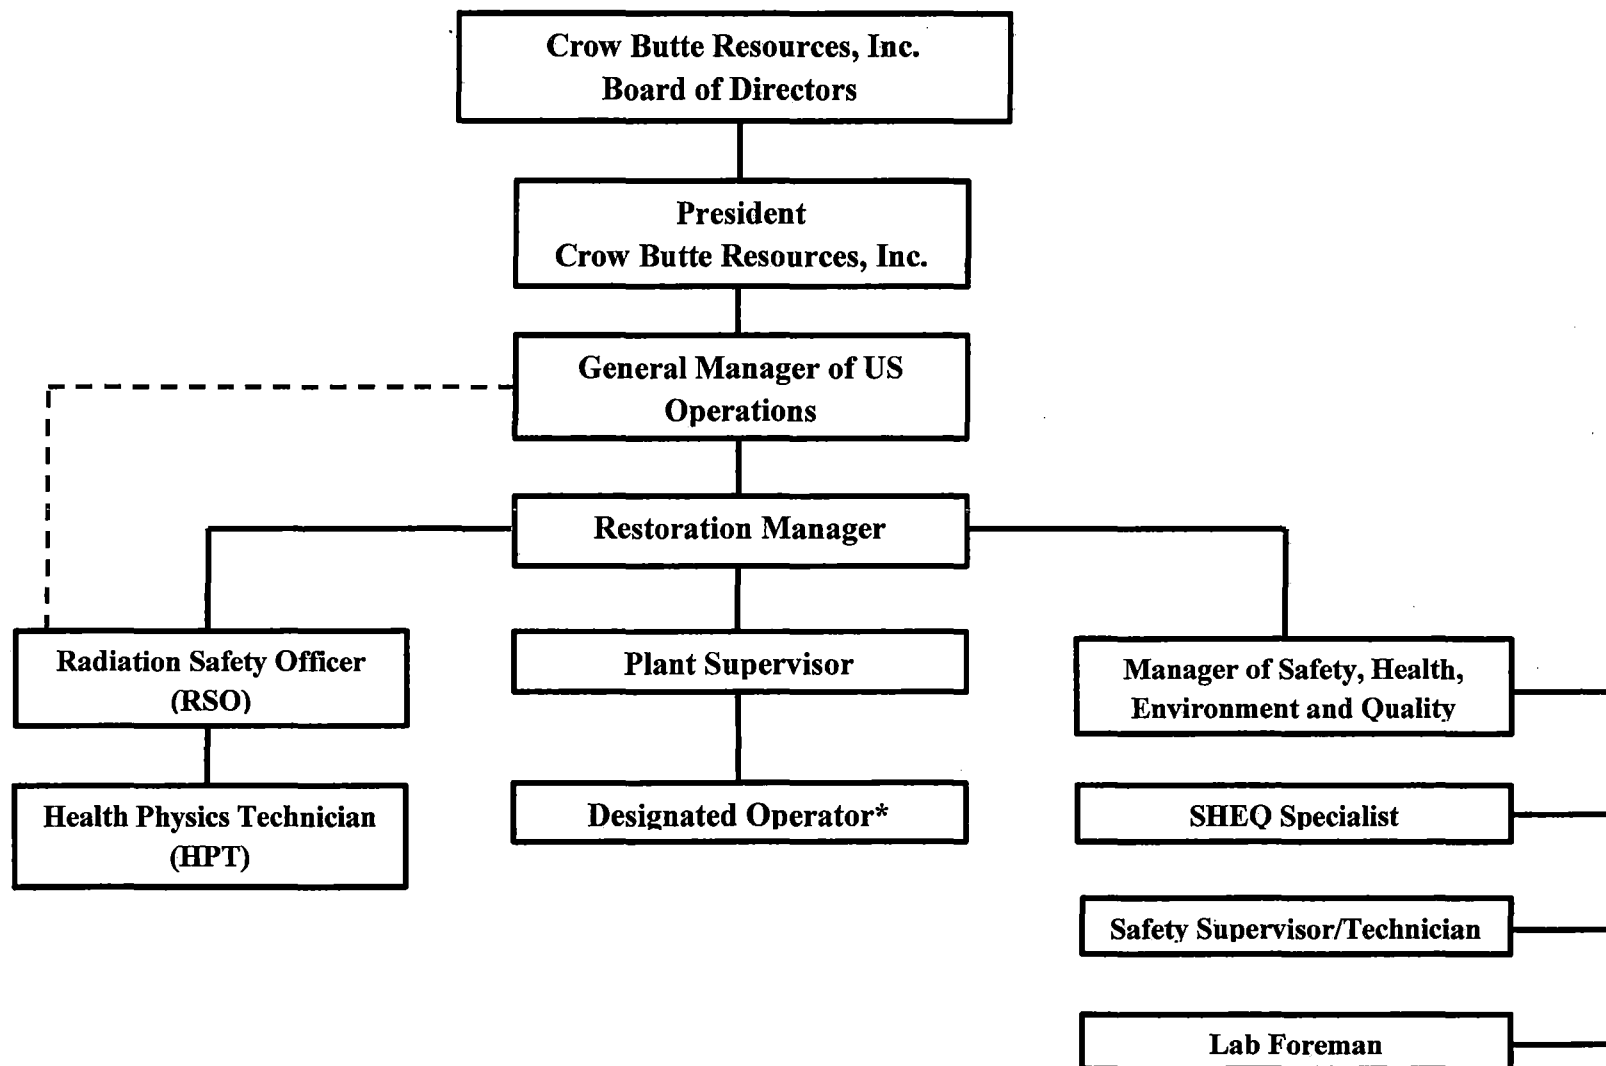 Crow Butte Resources, Inc.
Board of Directors
President
Crow Butte Resources, Inc.
General Manager of US
Operations
Restoration Manager
Radiation Safety Officer
(RSO)
Plant Supervisor
Manager of Safety, Health,
Environment and Quality
Health Physics Technician
(HPT)
Designated Operator*
SHEQ Specialist
Safety Supervisor/Technician
Lab Foreman